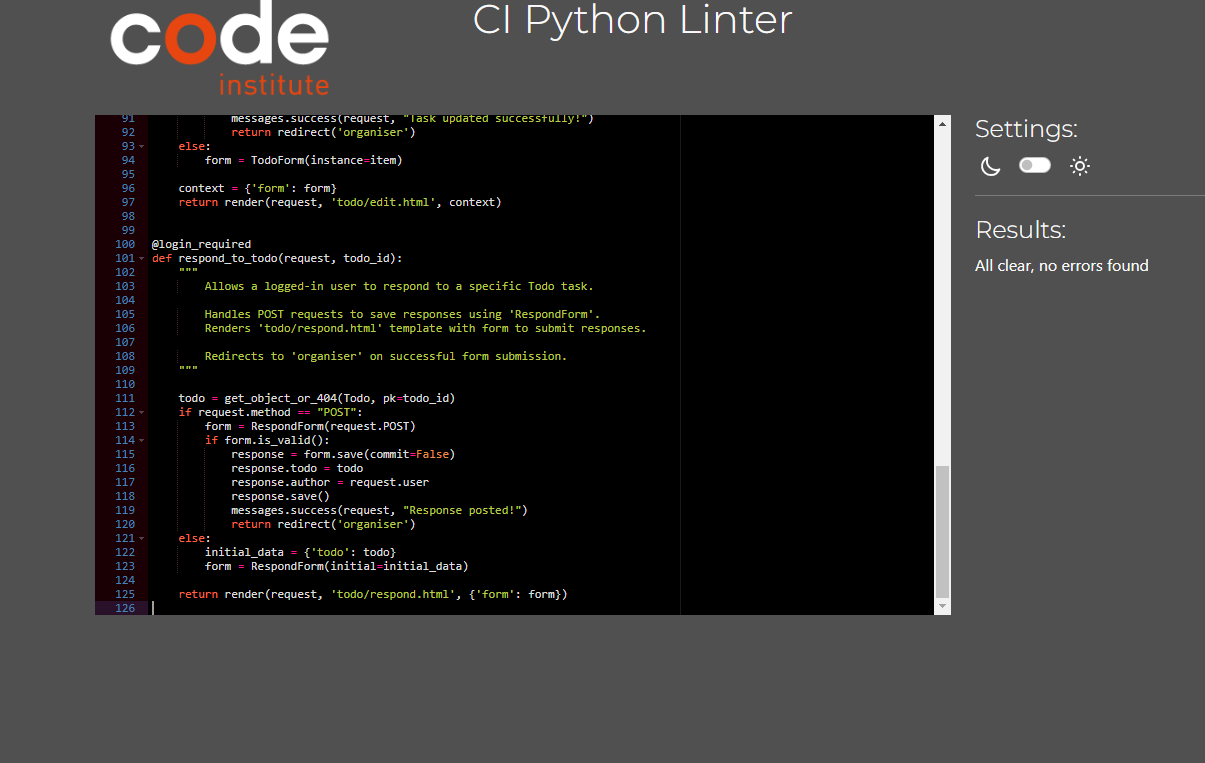 code
institute
CI Python Linter
91 messages.success(request, "Task updated successfully!")
92 return redirect('organiser')
93 else:
94 form = TodoForm(instance=item)
95
96 context = {'form': form}
97 return render(request, 'todo/edit.html', context)
98
99
100 @login_required
101 def respond_to_todo(request, todo_id):
102 """
103 Allows a logged-in user to respond to a specific Todo task.
104
105 Handles POST requests to save responses using 'RespondForm'.
106 Renders 'todo/respond.html' template with form to submit responses.
107
108 Redirects to 'organiser' on successful form submission.
109 """
110
111 todo = get_object_or_404(Todo, pk=todo_id)
112 if request.method == "POST":
113 form = RespondForm(request.POST)
114 if form.is_valid():
115 response = form.save(commit=False)
116 response.todo = todo
117 response.author = request.user
118 response.save()
119 messages.success(request, "Response posted!")
120 return redirect('organiser')
121 else:
122 initial_data = {'todo': todo}
123 form = RespondForm(initial=initial_data)
124
125 return render(request, 'todo/respond.html', {'form': form})
126
Settings:
Results:
All clear, no errors found